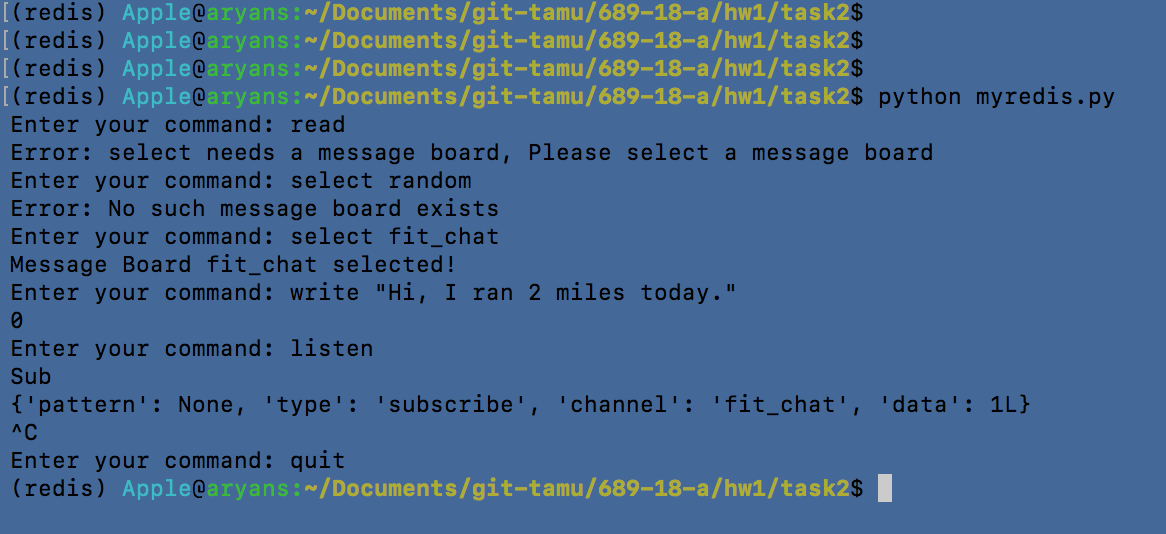 [(redis) Apple@aryans:~/Documents/git-tamu/689-18-a/hw1/task2$
[(redis) Apple@aryans:~/Documents/git-tamu/689-18-a/hw1/task2$
[(redis) Apple@aryans:~/Documents/git-tamu/689-18-a/hw1/task2$
[(redis) Apple@aryans:~/Documents/git-tamu/689-18-a/hw1/task2$ python myredis.py
Enter your command: read
Error: select needs a message board, Please select a message board
Enter your command: select random
Error: No such message board exists
Enter your command: select fit_chat
Message Board fit_chat selected!
Enter your command: write "Hi, I ran 2 miles today."
0
Enter your command: listen
Sub
{'pattern': None, 'type': 'subscribe', 'channel': 'fit_chat', 'data': 1L}
^C
Enter your command: quit
(redis) Apple@aryans:~/Documents/git-tamu/689-18-a/hw1/task2$